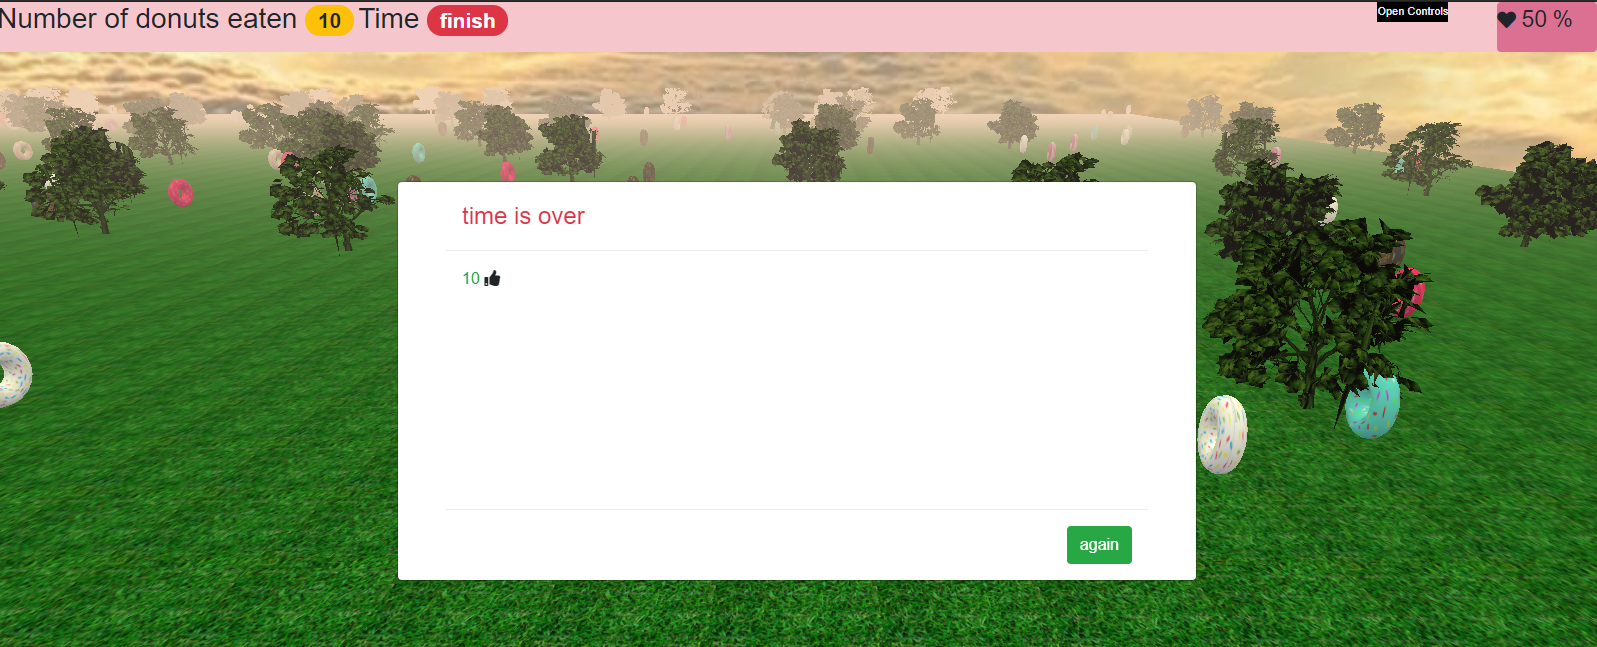 Number of donuts eaten 10 Time finish
Open Controls
50 %
time is over
10
again